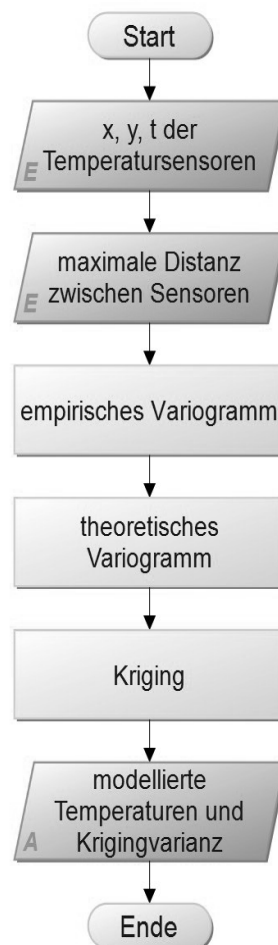 Start
x, y, t der
Temperatursensoren
E
maximale Distanz
zwischen Sensoren
E
empirisches Variogramm
theoretisches
Variogramm
Kriging
modellierte
Temperaturen und
Krigingvarianz
A
Ende